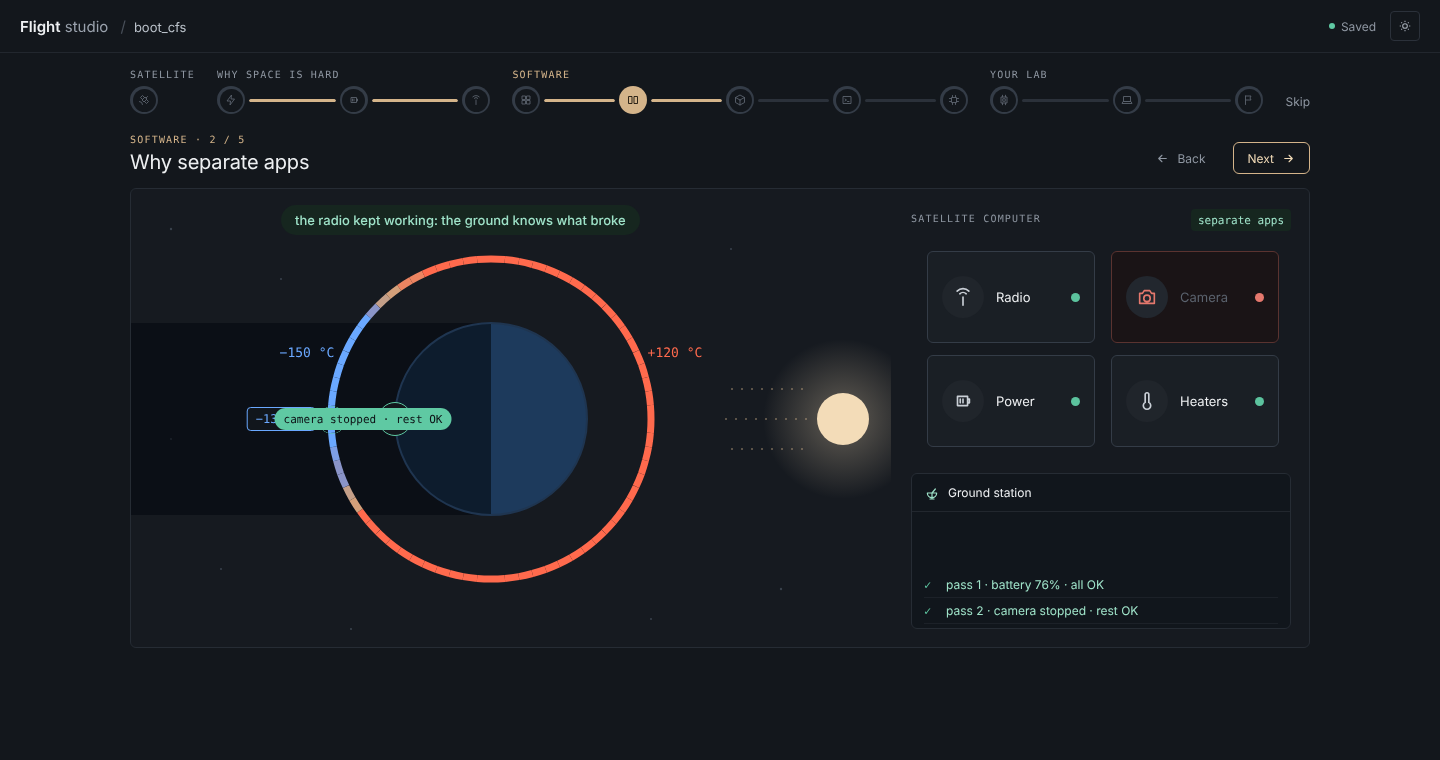 Flight studio / boot_cfs
Saved
SATELLITE
WHY SPACE IS HARD
SOFTWARE
YOUR LAB
Skip
SOFTWARE · 2 / 5
Why separate apps
← Back
Next →
the radio kept working: the ground knows what broke
−150 °C
+120 °C
−13
camera stopped · rest OK
SATELLITE COMPUTER
separate apps
Radio
Camera
Power
Heaters
Ground station
✓ pass 1 · battery 76% · all OK
✓ pass 2 · camera stopped · rest OK